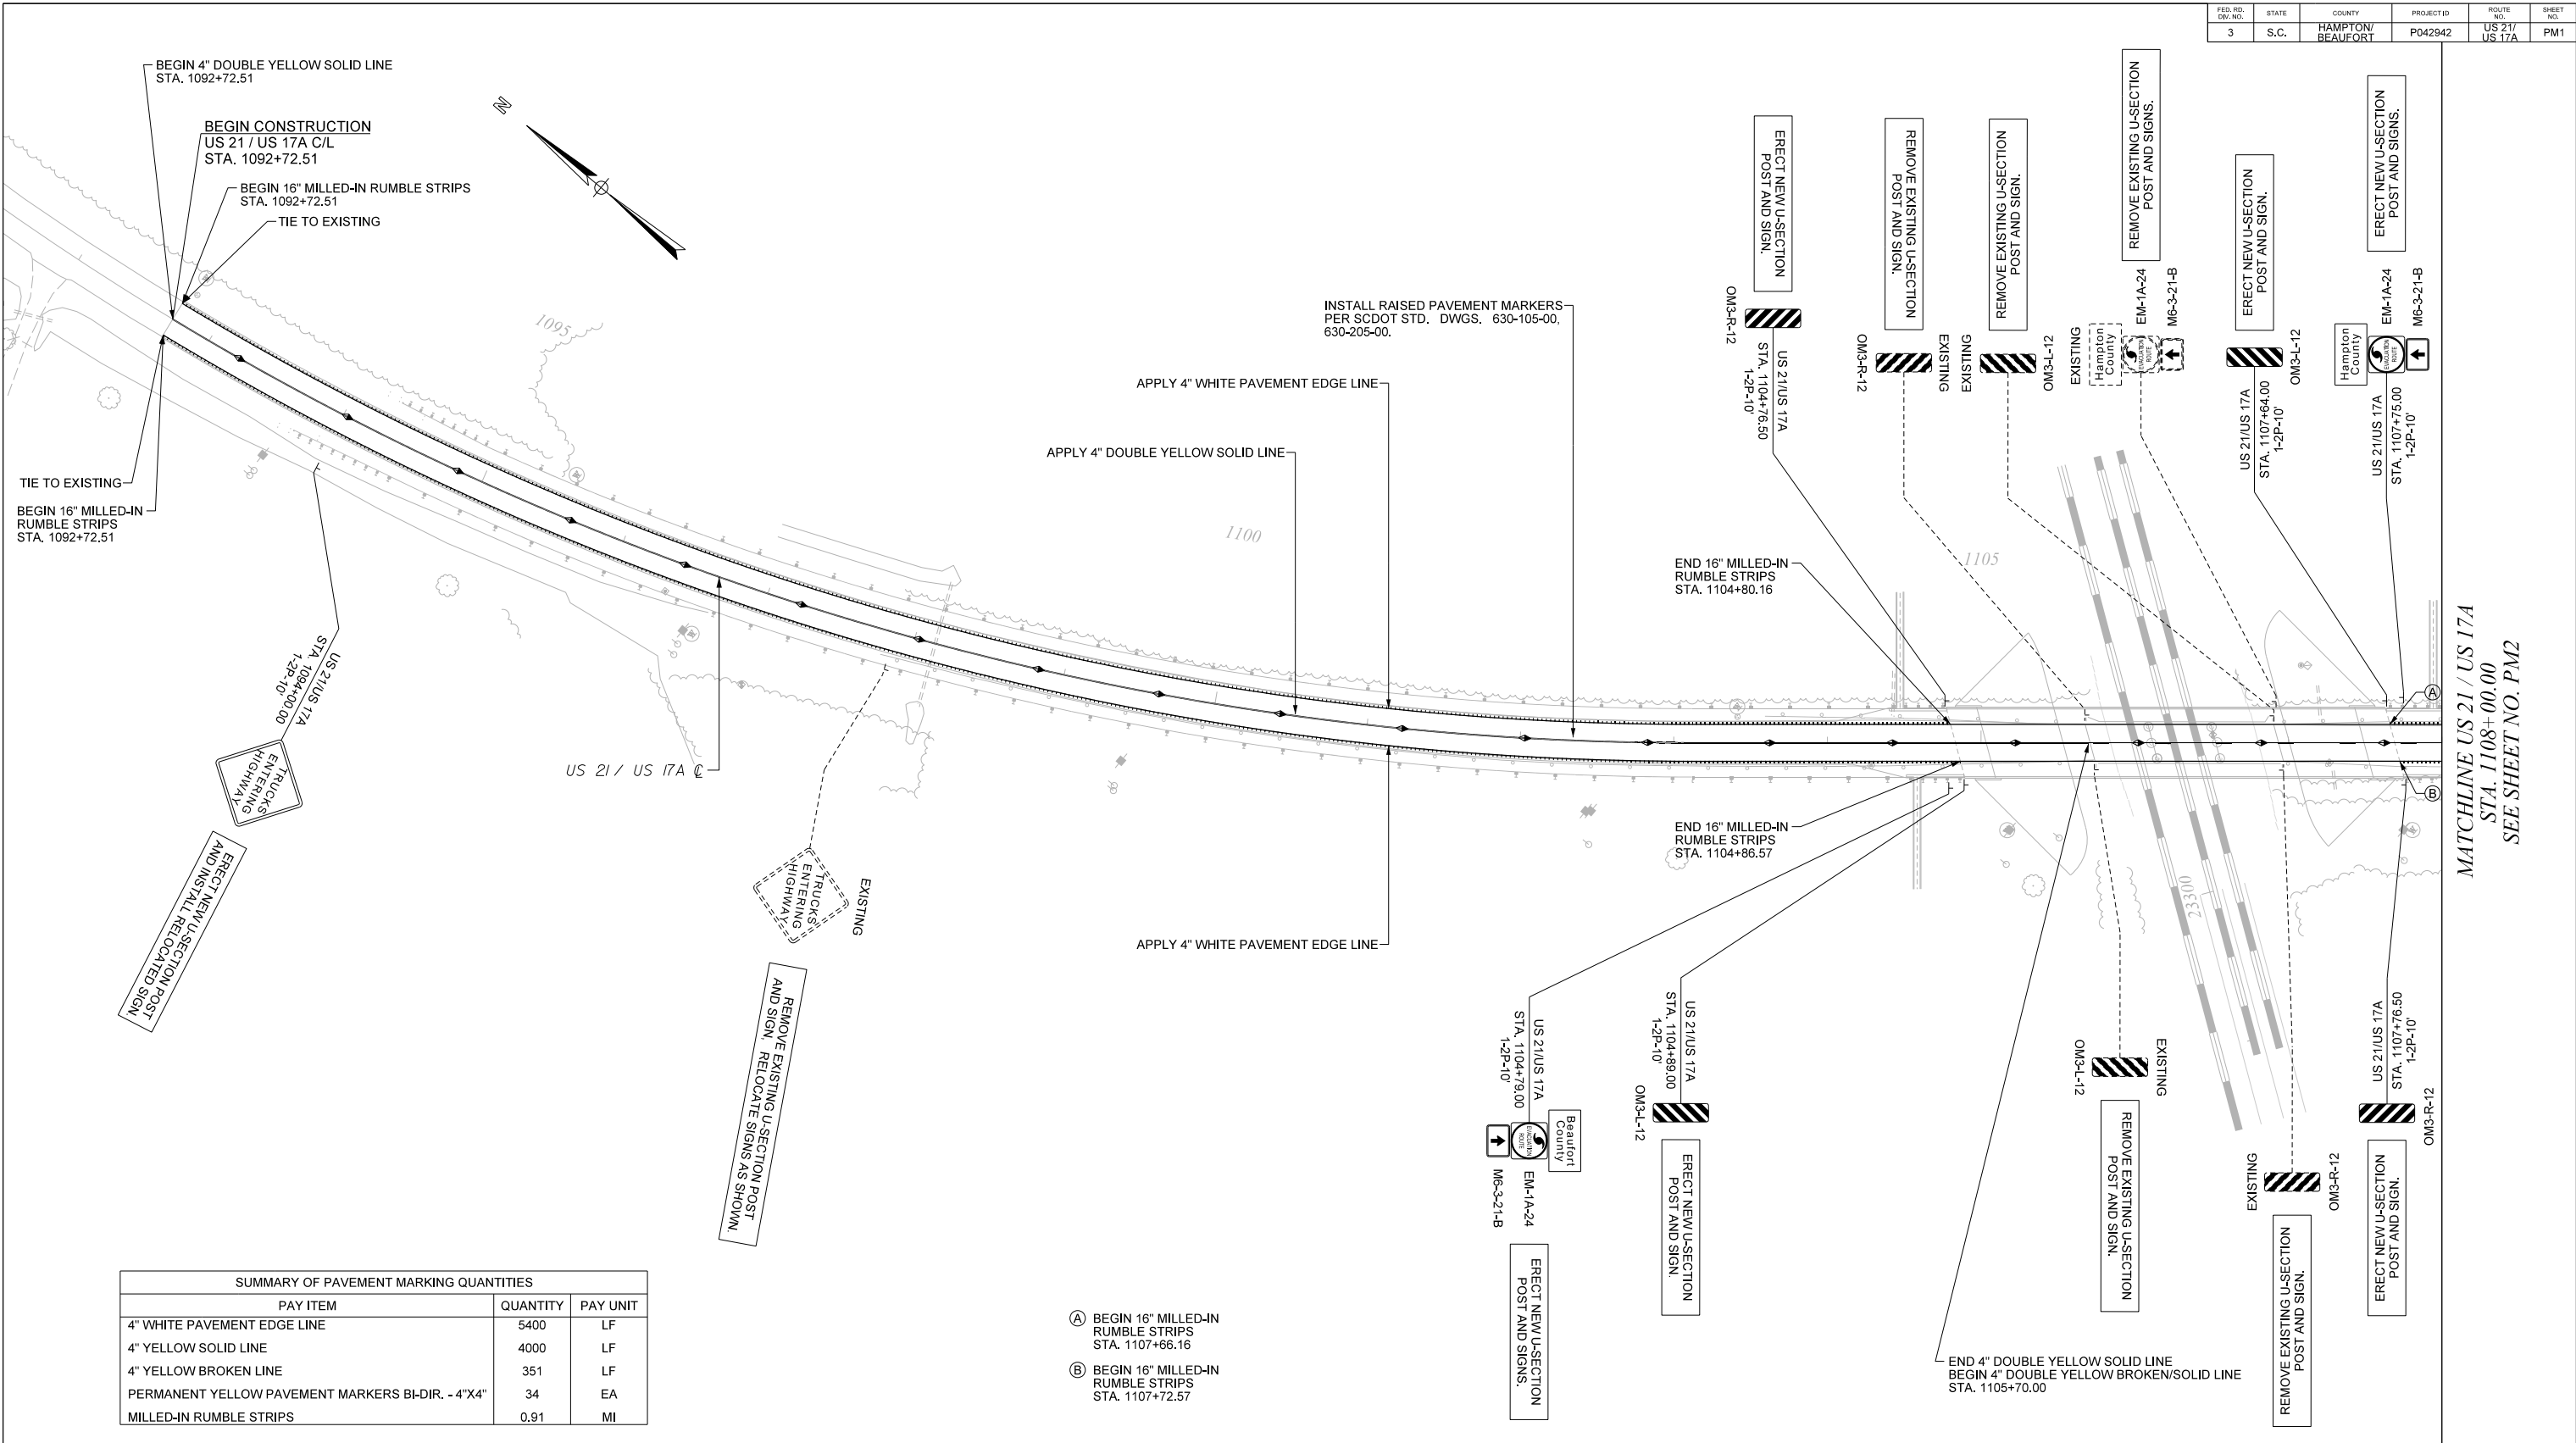 FED. RD. DIV. NO.
STATE
COUNTY
PROJECT ID
ROUTE NO.
SHEET NO.
3
S.C.
HAMPTON/
BEAUFORT
P042942
US 21/
US 17A
PM1
BEGIN 4" DOUBLE YELLOW SOLID LINE
STA. 1092+72.51
BEGIN CONSTRUCTION
US 21 / US 17A C/L
STA. 1092+72.51
BEGIN 16" MILLED-IN RUMBLE STRIPS
STA. 1092+72.51
TIE TO EXISTING
N
1095
TIE TO EXISTING
BEGIN 16" MILLED-IN
RUMBLE STRIPS
STA. 1092+72.51
INSTALL RAISED PAVEMENT MARKERS
PER SCDOT STD. DWGS. 630-105-00,
630-205-00.
APPLY 4" WHITE PAVEMENT EDGE LINE
APPLY 4" DOUBLE YELLOW SOLID LINE
1100
ERECT NEW U-SECTION
POST AND SIGN.
OM3-R-12
US 21/US 17A
STA. 1104+76.50
1-2P-10'
REMOVE EXISTING U-SECTION
POST AND SIGN.
OM3-R-12
EXISTING
REMOVE EXISTING U-SECTION
POST AND SIGN.
EXISTING
OM3-L-12
REMOVE EXISTING U-SECTION
POST AND SIGNS.
EXISTING
Hampton
County
EVACUATION
ROUTE
EM-1A-24
M6-3-21-B
ERECT NEW U-SECTION
POST AND SIGN.
OM3-L-12
US 21/US 17A
STA. 1107+64.00
1-2P-10'
ERECT NEW U-SECTION
POST AND SIGNS.
Hampton
County
EVACUATION
ROUTE
EM-1A-24
M6-3-21-B
US 21/US 17A
STA. 1107+75.00
1-2P-10'
END 16" MILLED-IN
RUMBLE STRIPS
STA. 1104+80.16
1105
A
B
MATCHLINE US 21 / US 17A
STA. 1108+00.00
SEE SHEET NO. PM2
US 21/US 17A
STA. 1094+00.00
1-2P-10'
TRUCKS
ENTERING
HIGHWAY
ERECT NEW U-SECTION POST
AND INSTALL RELOCATED SIGN.
US 21 / US 17A ℄
TRUCKS
ENTERING
HIGHWAY
EXISTING
REMOVE EXISTING U-SECTION POST
AND SIGN. RELOCATE SIGNS AS SHOWN.
APPLY 4" WHITE PAVEMENT EDGE LINE
END 16" MILLED-IN
RUMBLE STRIPS
STA. 1104+86.57
2330
US 21/US 17A
STA. 1104+79.00
1-2P-10'
Beaufort
County
EVACUATION
ROUTE
EM-1A-24
M6-3-21-B
ERECT NEW U-SECTION
POST AND SIGNS.
US 21/US 17A
STA. 1104+89.00
1-2P-10'
OM3-L-12
ERECT NEW U-SECTION
POST AND SIGN.
OM3-L-12
EXISTING
REMOVE EXISTING U-SECTION
POST AND SIGN.
EXISTING
OM3-R-12
REMOVE EXISTING U-SECTION
POST AND SIGN.
US 21/US 17A
STA. 1107+76.50
1-2P-10'
OM3-R-12
ERECT NEW U-SECTION
POST AND SIGN.
END 4" DOUBLE YELLOW SOLID LINE
BEGIN 4" DOUBLE YELLOW BROKEN/SOLID LINE
STA. 1105+70.00
SUMMARY OF PAVEMENT MARKING QUANTITIES
PAY ITEM QUANTITY PAY UNIT
4" WHITE PAVEMENT EDGE LINE 5400 LF
4" YELLOW SOLID LINE 4000 LF
4" YELLOW BROKEN LINE 351 LF
PERMANENT YELLOW PAVEMENT MARKERS BI-DIR. - 4"X4" 34 EA
MILLED-IN RUMBLE STRIPS 0.91 MI
A BEGIN 16" MILLED-IN
RUMBLE STRIPS
STA. 1107+66.16
B BEGIN 16" MILLED-IN
RUMBLE STRIPS
STA. 1107+72.57